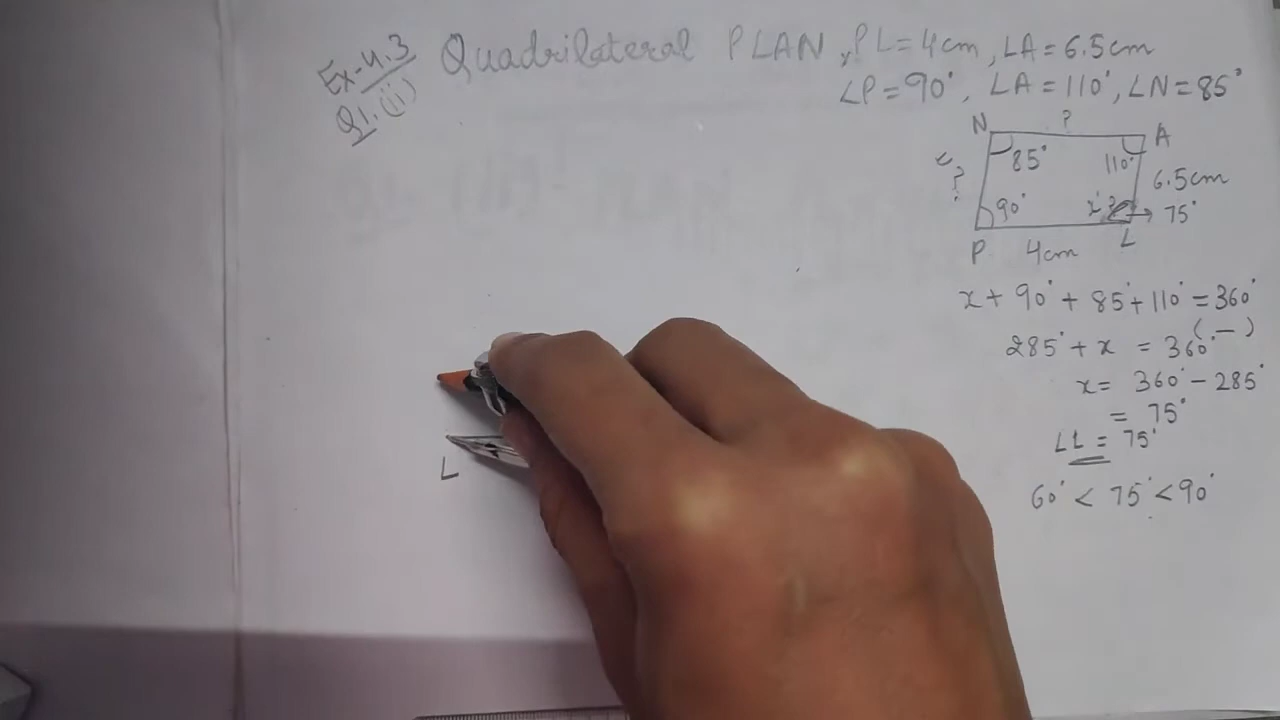 Ex-4.3 Quadrilateral PLAN, PL = 4cm, LA = 6.5cm
Q1.(ii) ∠P = 90°, ∠A = 110°, ∠N = 85°
N ? A
85° 110°
? 6.5cm
90° x? → 75°
P 4cm L
x + 90° + 85° + 110° = 360°
(−)
285° + x = 360°
x = 360° − 285°
= 75°
∠L = 75°
60° < 75° < 90°
L